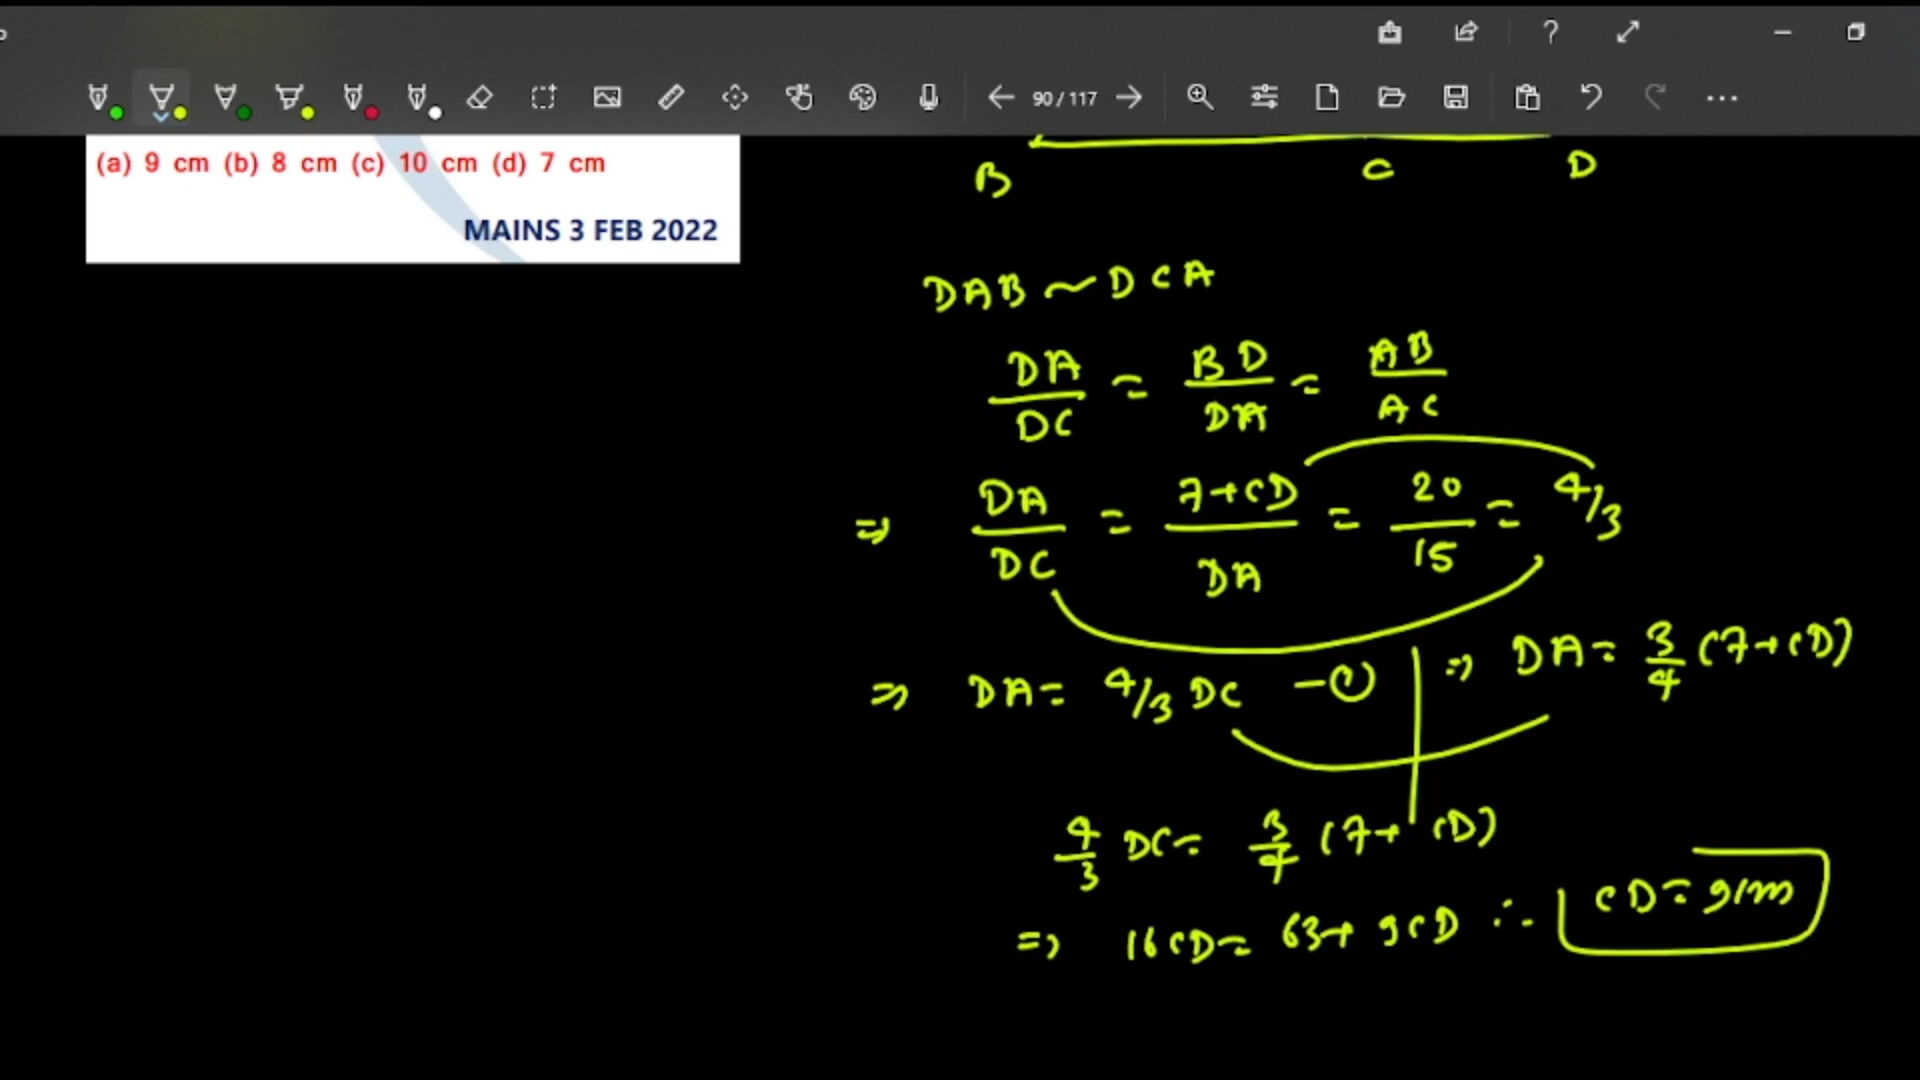 90 / 117
(a) 9 cm (b) 8 cm (c) 10 cm (d) 7 cm
MAINS 3 FEB 2022
B C D
DAB ~ DCA
DA/DC = BD/DA = AB/AC
⇒ DA/DC = 7+CD/DA = 20/15 = 4/3
⇒ DA = 4/3 DC - ① | ⇒ DA = 3/4 (7+CD)
4/3 DC = 3/4 (7+CD)
⇒ 16CD = 63+9CD ∴ CD = 9cm